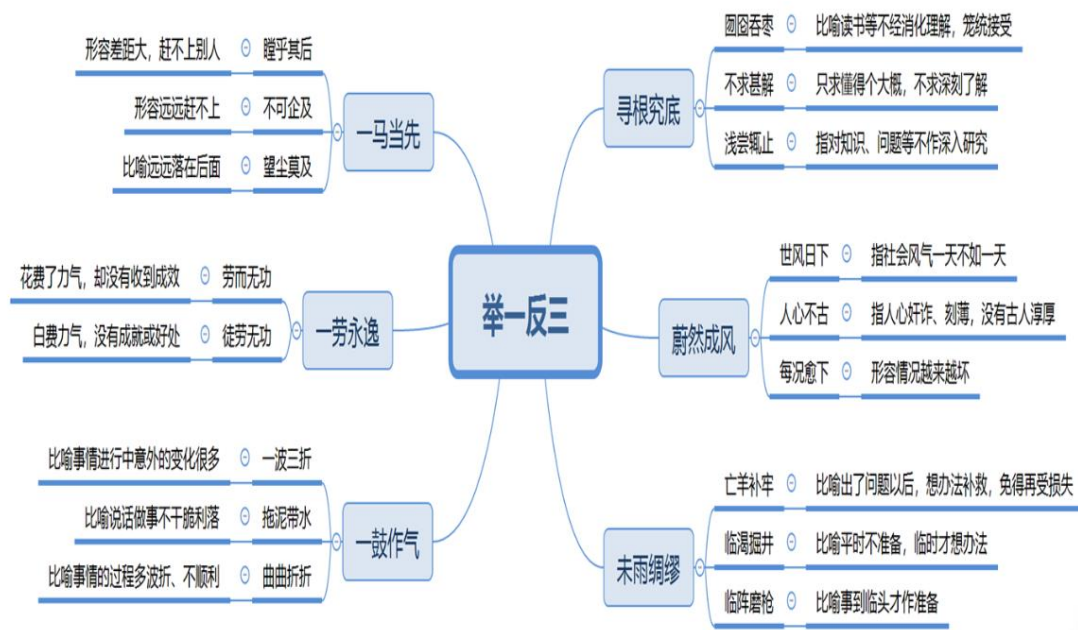 举一反三
一马当先
瞠乎其后
形容差距大，赶不上别人
不可企及
形容远远赶不上
望尘莫及
比喻远远落在后面
一劳永逸
劳而无功
花费了力气，却没有收到成效
徒劳无功
白费力气，没有成就或好处
一鼓作气
一波三折
比喻事情进行中意外的变化很多
拖泥带水
比喻说话做事不干脆利落
曲曲折折
比喻事情的过程多波折、不顺利
寻根究底
囫囵吞枣
比喻读书等不经消化理解，笼统接受
不求甚解
只求懂得个大概，不求深刻了解
浅尝辄止
指对知识、问题等不作深入研究
蔚然成风
世风日下
指社会风气一天不如一天
人心不古
指人心奸诈、刻薄，没有古人淳厚
每况愈下
形容情况越来越坏
未雨绸缪
亡羊补牢
比喻出了问题以后，想办法补救，免得再受损失
临渴掘井
比喻平时不准备，临时才想办法
临阵磨枪
比喻事到临头才作准备